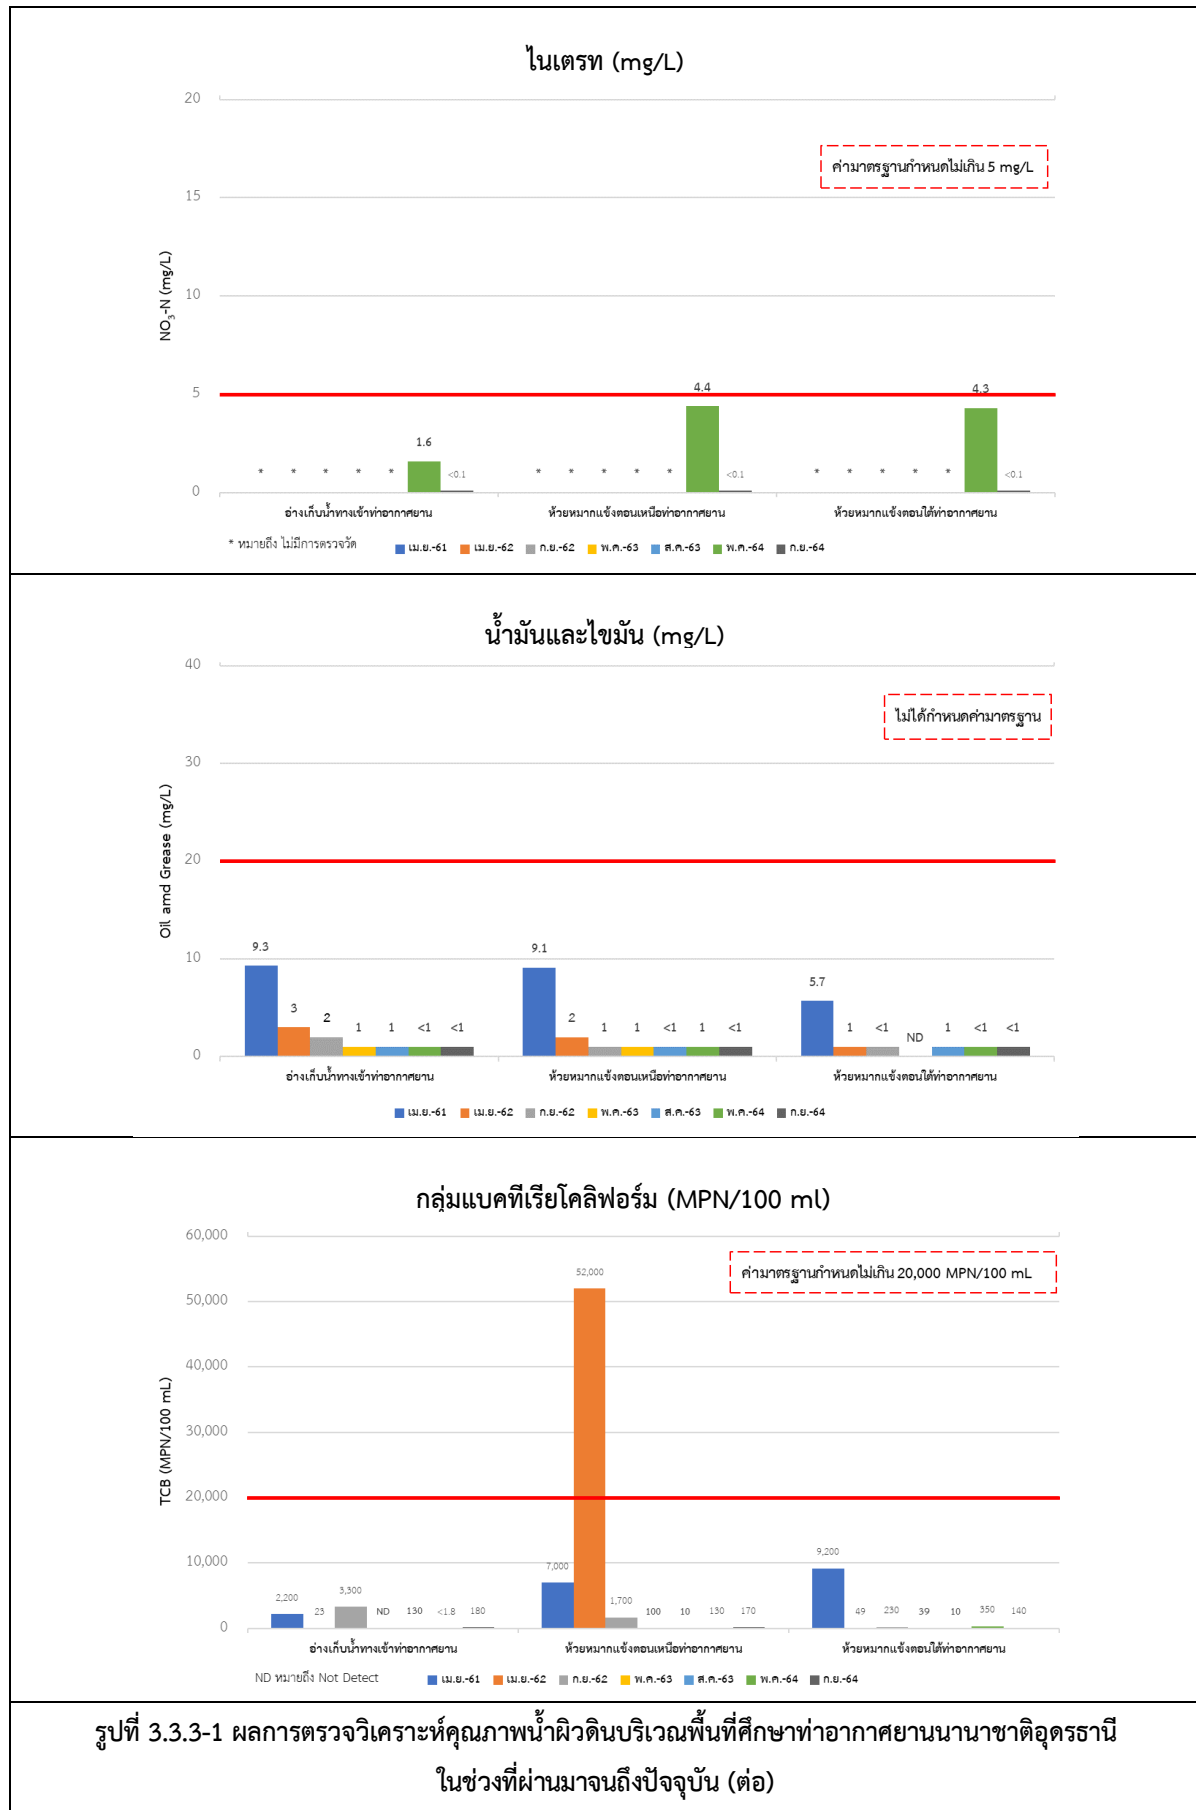 ไนเตรท (mg/L)
20
ค่ามาตรฐานกำหนดไม่เกิน 5 mg/L
15
NO₃-N (mg/L)
10
5
4.4
4.3
1.6
* * * * * <0.1 * * * * * <0.1 * * * * * <0.1
0
อ่างเก็บน้ำทางเข้าท่าอากาศยาน ห้วยหมากแข้งตอนเหนือท่าอากาศยาน ห้วยหมากแข้งตอนใต้ท่าอากาศยาน
* หมายถึง ไม่มีการตรวจวัด เม.ย.-61 เม.ย.-62 ก.ย.-62 พ.ค.-63 ส.ค.-63 พ.ค.-64 ก.ย.-64
น้ำมันและไขมัน (mg/L)
40
ไม่ได้กำหนดค่ามาตรฐาน
30
Oil amd Grease (mg/L)
20
10
9.3 3 2 1 1 <1 <1 9.1 2 1 1 <1 1 <1 5.7 1 <1 ND 1 <1 <1
0
อ่างเก็บน้ำทางเข้าท่าอากาศยาน ห้วยหมากแข้งตอนเหนือท่าอากาศยาน ห้วยหมากแข้งตอนใต้ท่าอากาศยาน
เม.ย.-61 เม.ย.-62 ก.ย.-62 พ.ค.-63 ส.ค.-63 พ.ค.-64 ก.ย.-64
กลุ่มแบคทีเรียโคลิฟอร์ม (MPN/100 ml)
60,000
ค่ามาตรฐานกำหนดไม่เกิน 20,000 MPN/100 mL
52,000
50,000
40,000
TCB (MPN/100 mL)
30,000
20,000
10,000
2,200 23 3,300 ND 130 <1.8 180 7,000 1,700 100 10 130 170 9,200 49 230 39 10 350 140
0
อ่างเก็บน้ำทางเข้าท่าอากาศยาน ห้วยหมากแข้งตอนเหนือท่าอากาศยาน ห้วยหมากแข้งตอนใต้ท่าอากาศยาน
ND หมายถึง Not Detect เม.ย.-61 เม.ย.-62 ก.ย.-62 พ.ค.-63 ส.ค.-63 พ.ค.-64 ก.ย.-64
รูปที่ 3.3.3-1 ผลการตรวจวิเคราะห์คุณภาพน้ำผิวดินบริเวณพื้นที่ศึกษาท่าอากาศยานนานาชาติอุดรธานี
ในช่วงที่ผ่านมาจนถึงปัจจุบัน (ต่อ)